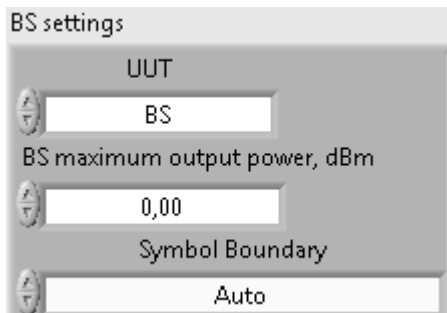 BS settings
UUT
BS
BS maximum output power, dBm
0,00
Symbol Boundary
Auto